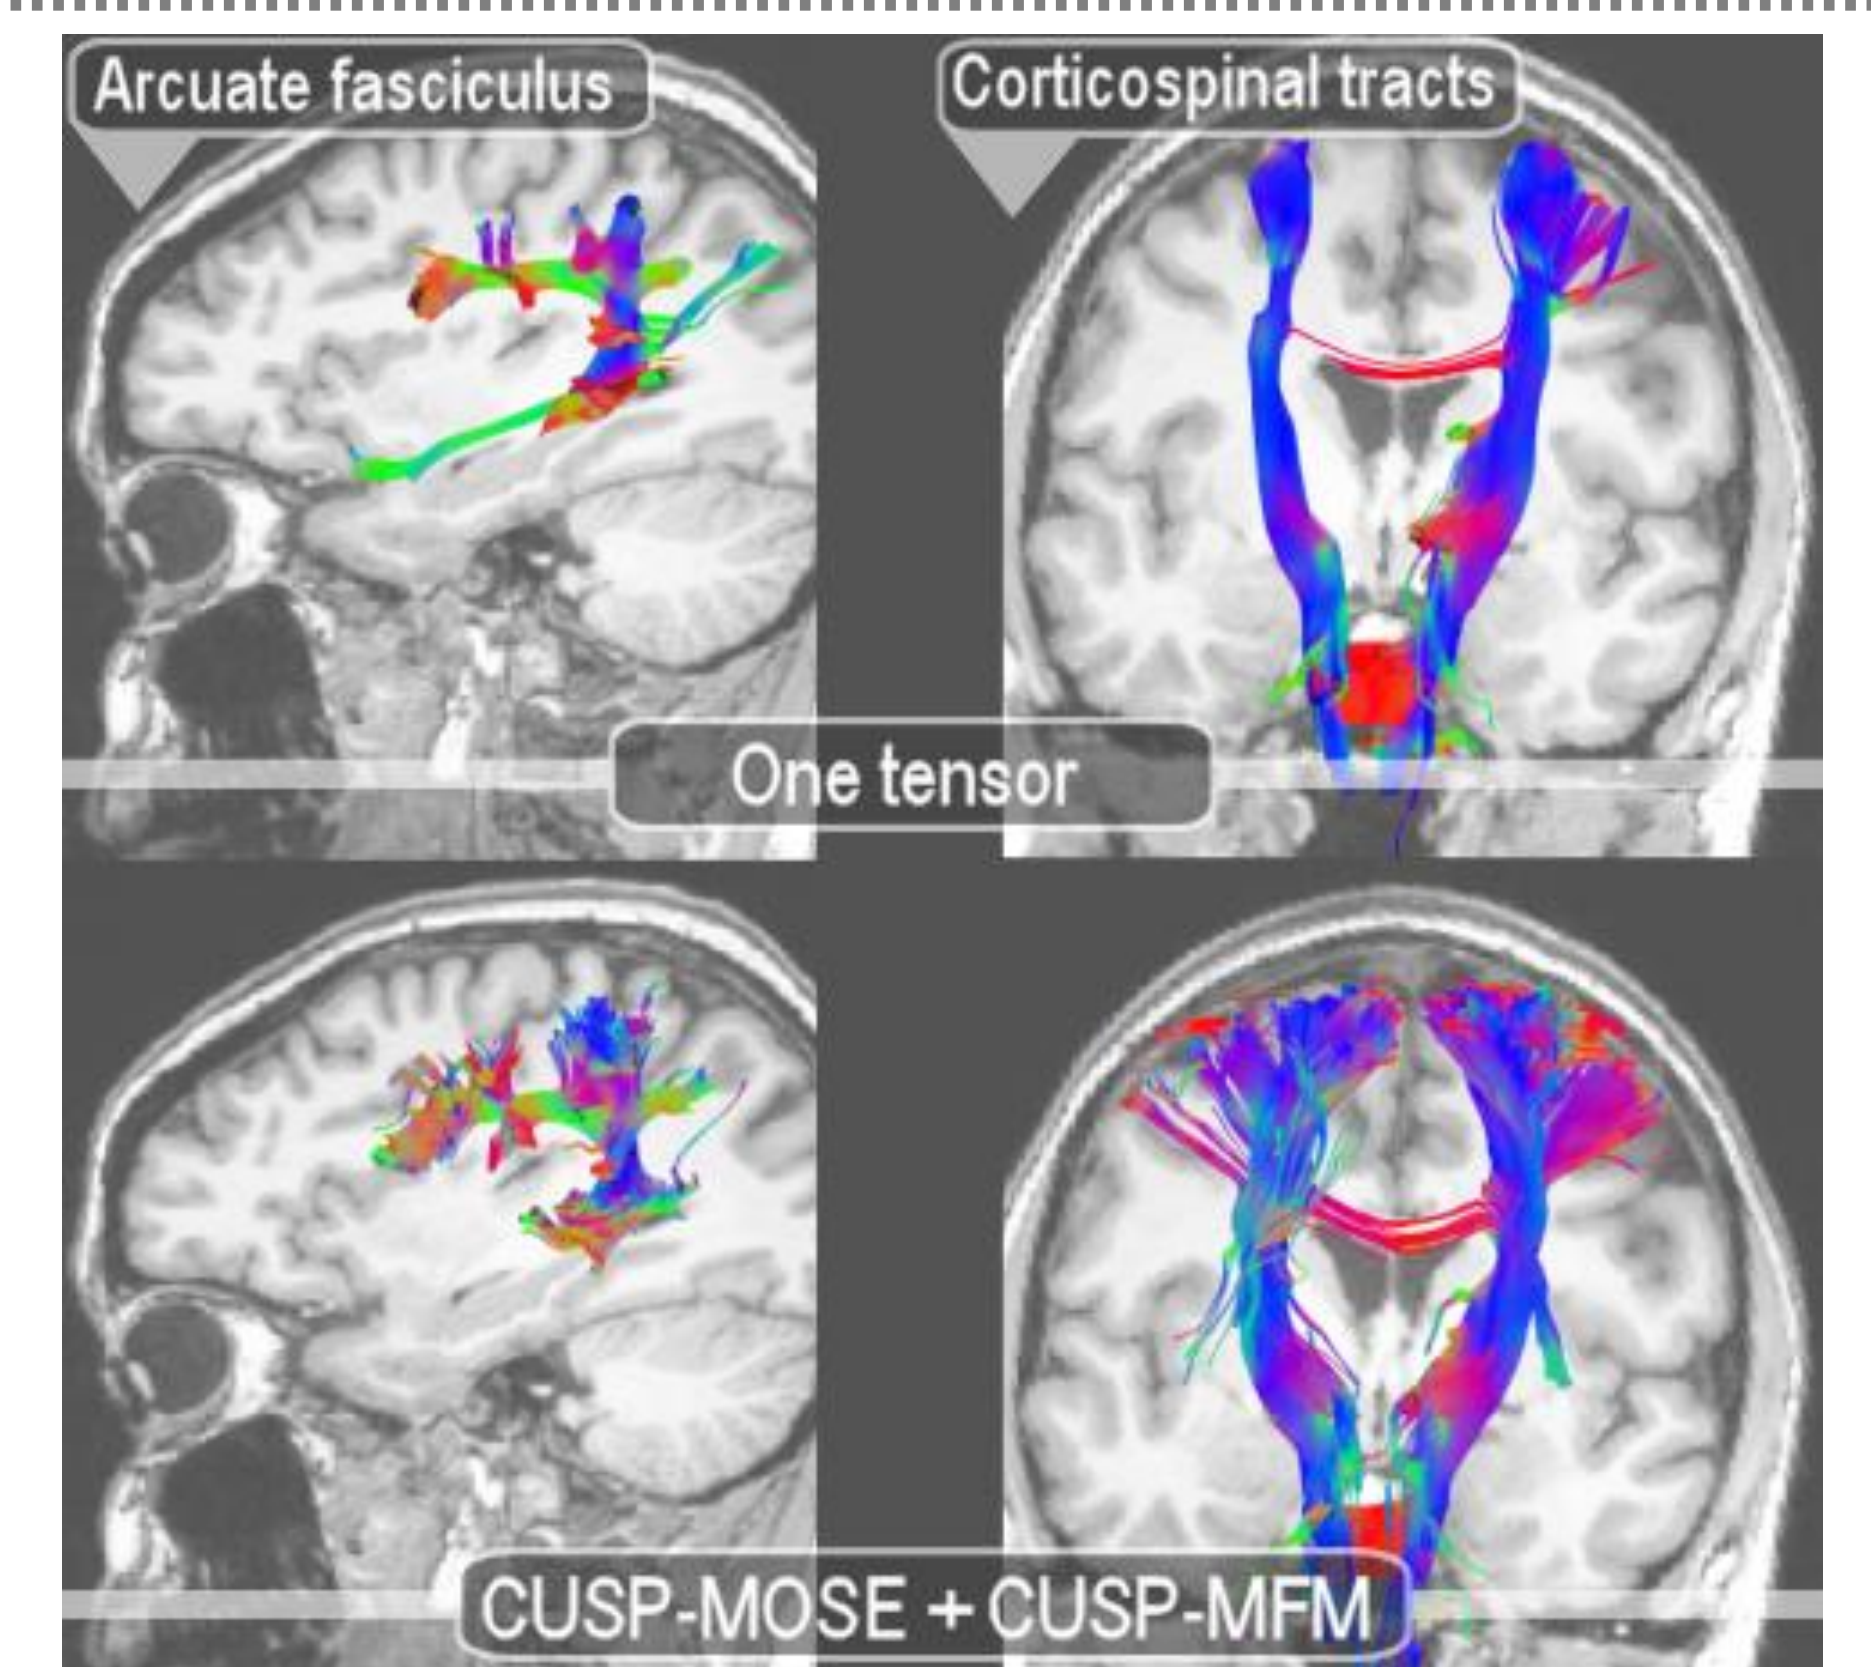 Arcuate fasciculus
Corticospinal tracts
One tensor
CUSP-MOSE + CUSP-MFM